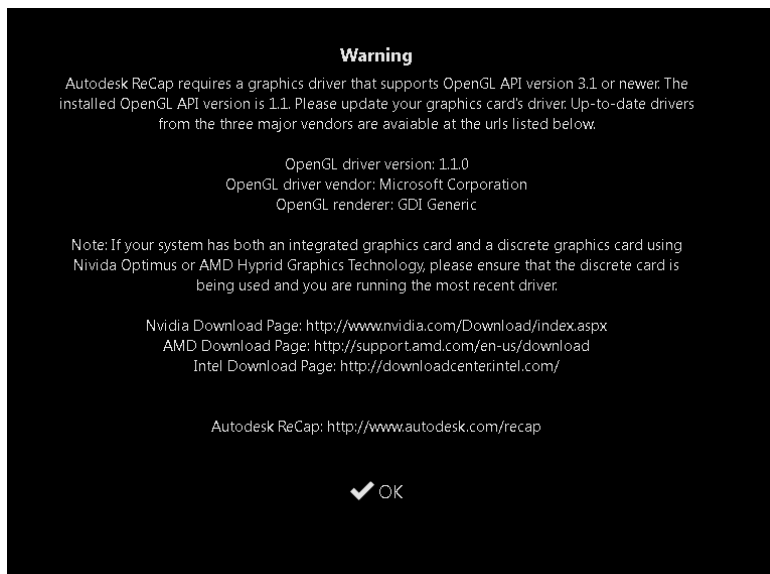 Warning
Autodesk ReCap requires a graphics driver that supports OpenGL API version 3.1 or newer. The
installed OpenGL API version is 1.1. Please update your graphics card's driver. Up-to-date drivers
from the three major vendors are avaiable at the urls listed below.
OpenGL driver version: 1.1.0
OpenGL driver vendor: Microsoft Corporation
OpenGL renderer: GDI Generic
Note: If your system has both an integrated graphics card and a discrete graphics card using
Nivida Optimus or AMD Hyprid Graphics Technology, please ensure that the discrete card is
being used and you are running the most recent driver.
Nvidia Download Page: http://www.nvidia.com/Download/index.aspx
AMD Download Page: http://support.amd.com/en-us/download
Intel Download Page: http://downloadcenter.intel.com/
Autodesk ReCap: http://www.autodesk.com/recap
OK